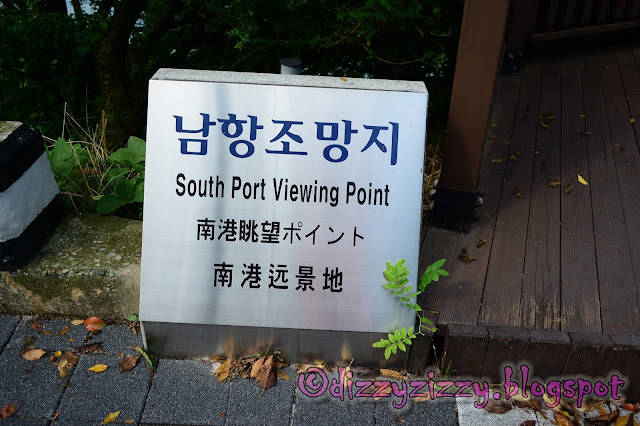 남항조망지
South Port Viewing Point
南港眺望ポイント
南港远景地
©dizzyzizzy.blogspot